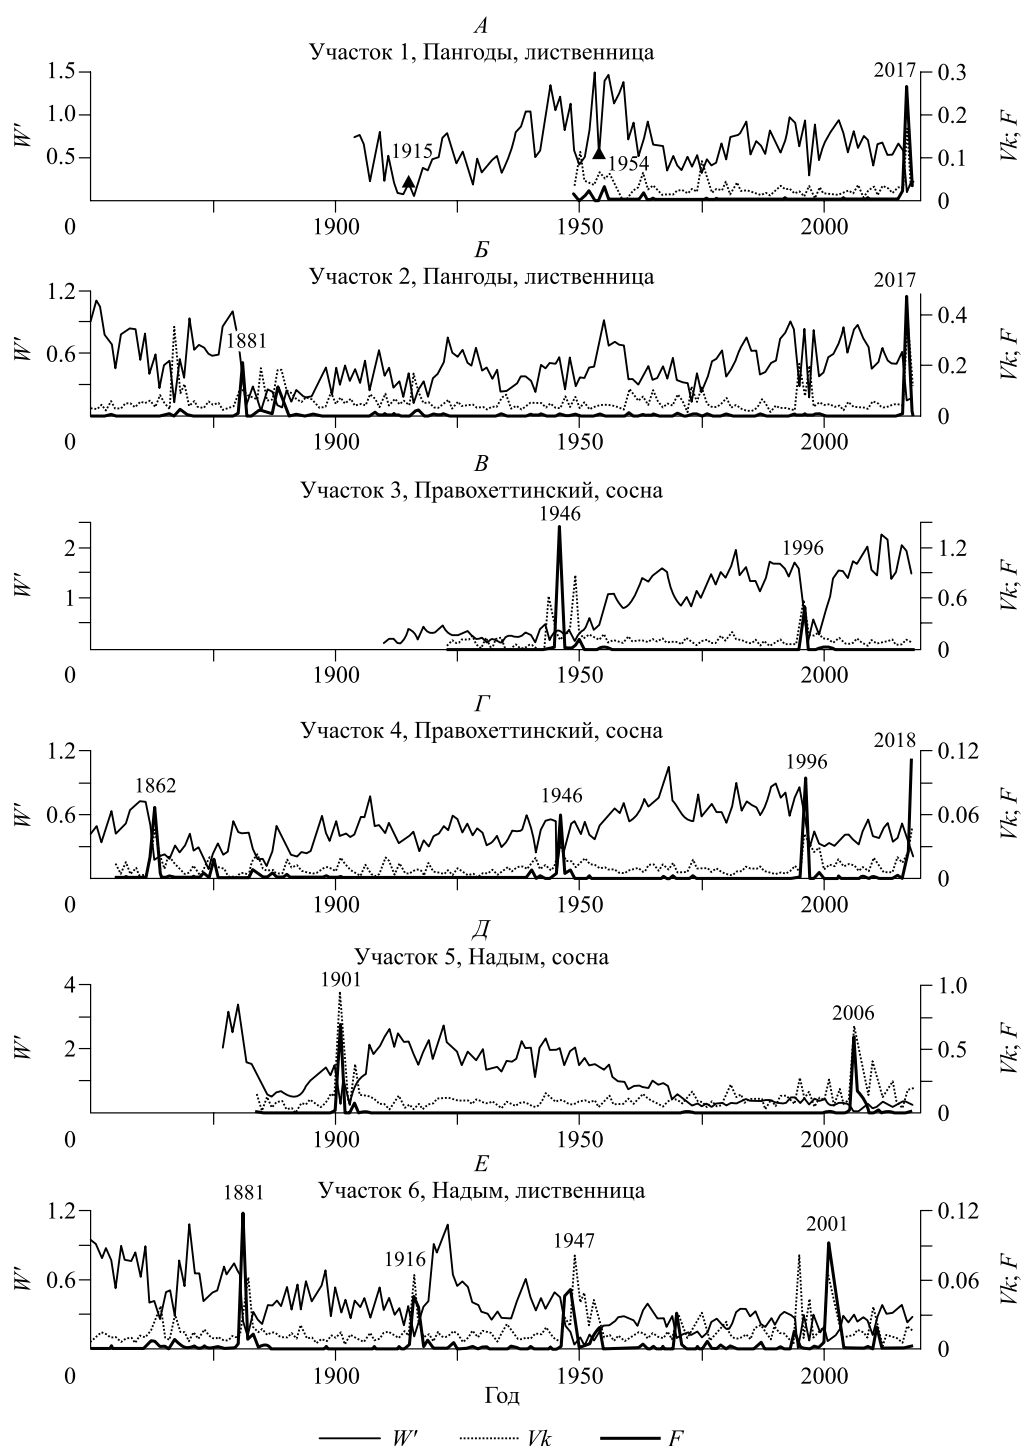 А
Участок 1, Пангоды, лиственница
1.5 2017 0.3
1.0 0.2
W' 1915 Vk; F
0.5 1954 0.1
0
0 1900 1950 2000
Б
Участок 2, Пангоды, лиственница
1.2 2017
0.4
W' 0.6 1881 Vk; F
0.2
0
0 1900 1950 2000
В
Участок 3, Правохеттинский, сосна
1946
2 1996 1.2
W' Vk; F
1 0.6
0
0 1900 1950 2000
Г
Участок 4, Правохеттинский, сосна
1.2 2018 0.12
1862 1946 1996
W' 0.6 0.06 Vk; F
0
0 1900 1950 2000
Д
Участок 5, Надым, сосна
4 1901 1.0
2006
W' 2 0.5 Vk; F
0
0 1900 1950 2000
Е
1881 Участок 6, Надым, лиственница
1.2 0.12
1916 1947 2001
W' 0.6 0.06 Vk; F
0
0 1900 1950 2000
Год
W' Vk F